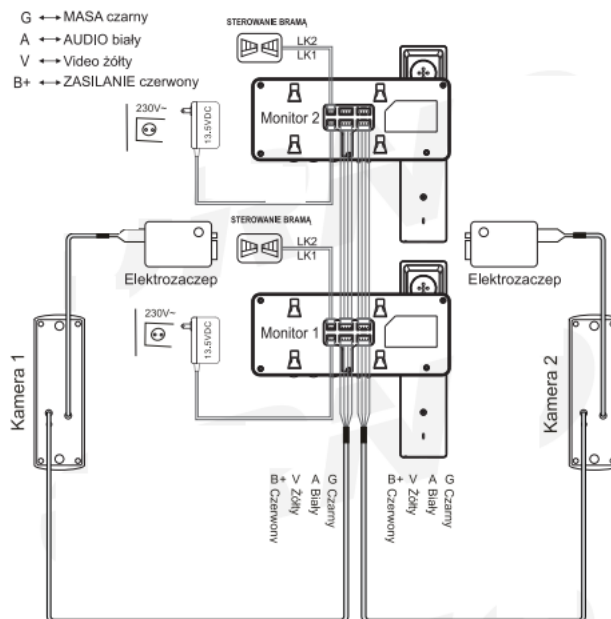 G ↔ MASA czarny
A ↔ AUDIO biały
V ↔ Video żółty
B+ ↔ ZASILANIE czerwony
STEROWANIE BRAMĄ
LK2
LK1
230V~
13.5VDC
Monitor 2
STEROWANIE BRAMĄ
LK2
LK1
Elektrozaczep
Elektrozaczep
230V~
13.5VDC
Monitor 1
Kamera 1
Kamera 2
G Czarny
A Biały
V Żółty
B+ Czerwony
G Czarny
A Biały
V Żółty
B+ Czerwony